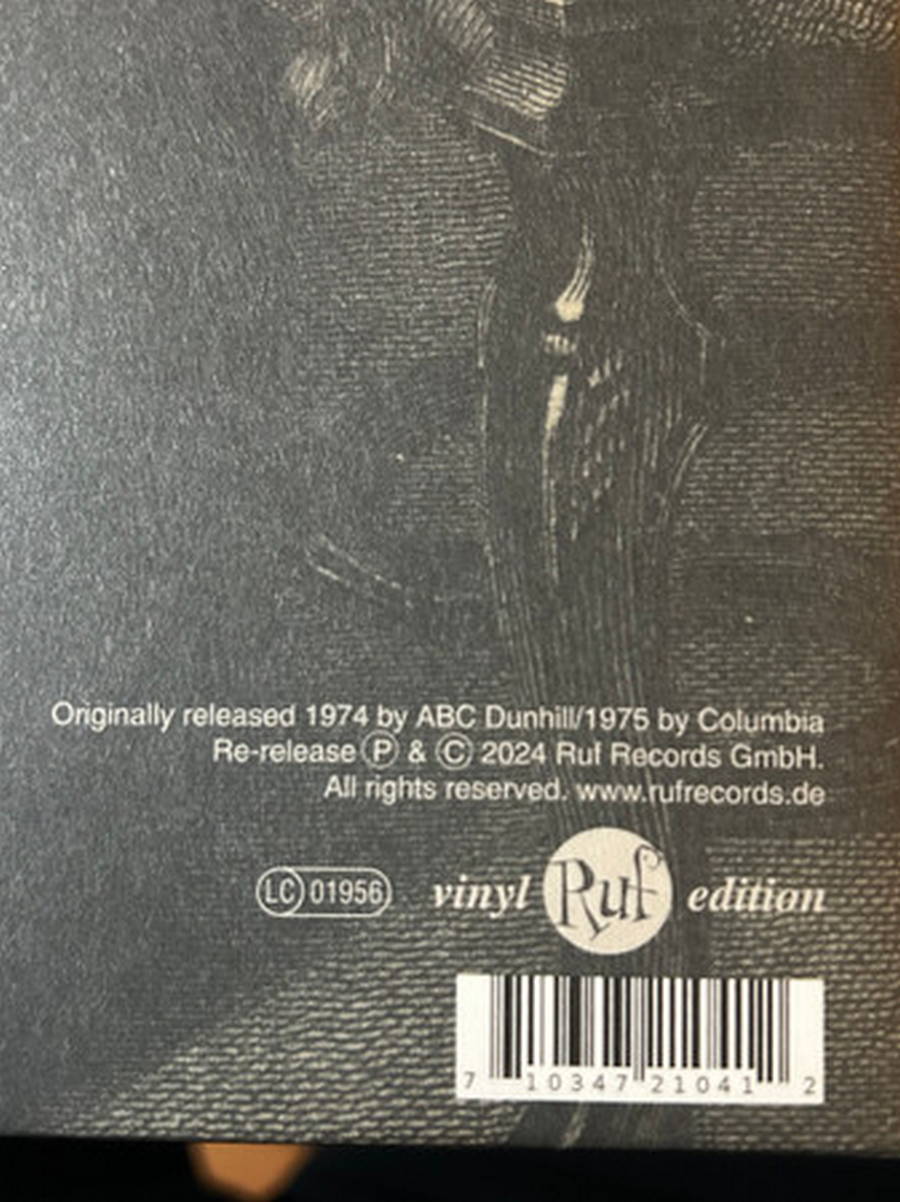 Originally released 1974 by ABC Dunhill/1975 by Columbia
Re-release Ⓟ & Ⓒ 2024 Ruf Records GmbH.
All rights reserved. www.rufrecords.de
LC 01956 vinyl Ruf edition
7 10347 21041 2